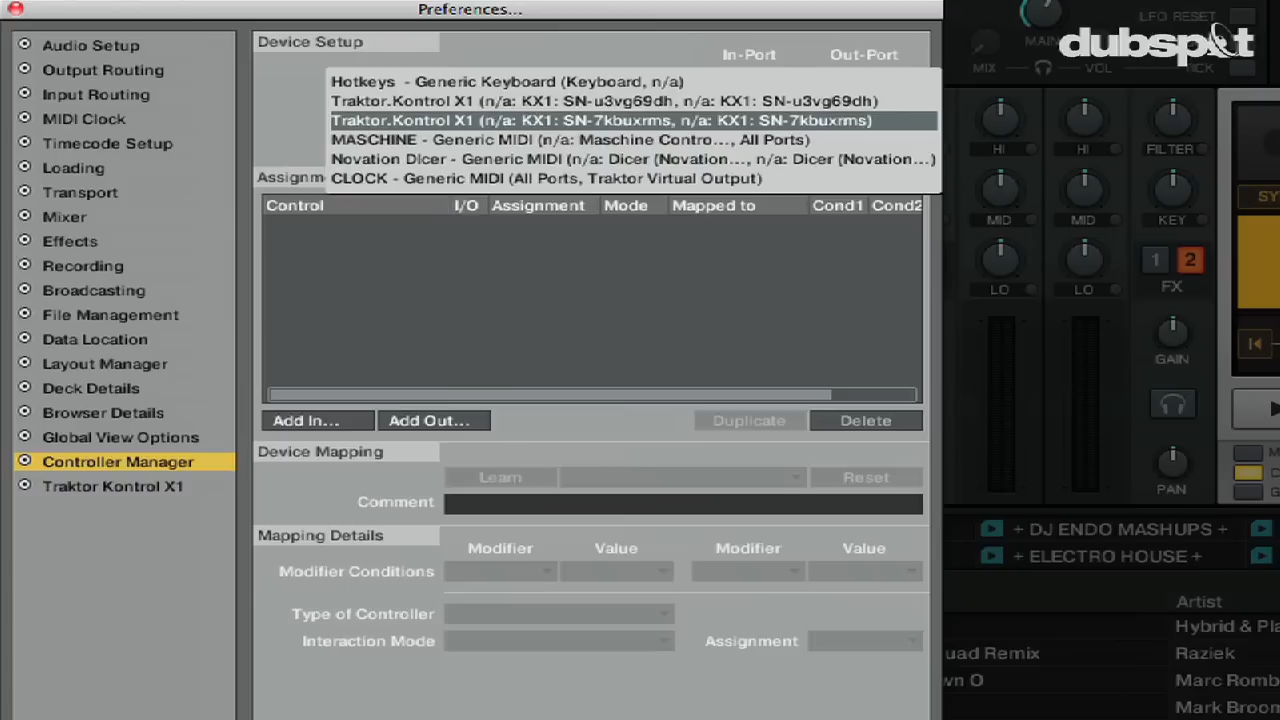 Preferences...
LFO RESET
MAIN
MIX
VOL
dubspot
Audio Setup
Output Routing
Input Routing
MIDI Clock
Timecode Setup
Loading
Transport
Mixer
Effects
Recording
Broadcasting
File Management
Data Location
Layout Manager
Deck Details
Browser Details
Global View Options
Controller Manager
Traktor Kontrol X1
Device Setup
In-Port Out-Port
Hotkeys - Generic Keyboard (Keyboard, n/a)
Traktor.Kontrol X1 (n/a: KX1: SN-u3vg69dh, n/a: KX1: SN-u3vg69dh)
Traktor.Kontrol X1 (n/a: KX1: SN-7kbuxrms, n/a: KX1: SN-7kbuxrms)
MASCHINE - Generic MIDI (n/a: Maschine Contro..., All Ports)
Novation DIcer - Generic MIDI (n/a: Dicer (Novation..., n/a: Dicer (Novation...)
CLOCK - Generic MIDI (All Ports, Traktor Virtual Output)
Assignm
Control I/O Assignment Mode Mapped to Cond1 Cond2
Add In... Add Out... Duplicate Delete
Device Mapping
Learn Reset
Comment
Mapping Details
Modifier Value Modifier Value
Modifier Conditions
Type of Controller
Interaction Mode Assignment
HI HI FILTER
MID MID KEY
SY
LO LO
1 2
FX
GAIN
PAN
+ DJ ENDO MASHUPS +
+ ELECTRO HOUSE +
Artist
Hybrid & Pla
uad Remix Raziek
wn O Marc Romb
Mark Broom